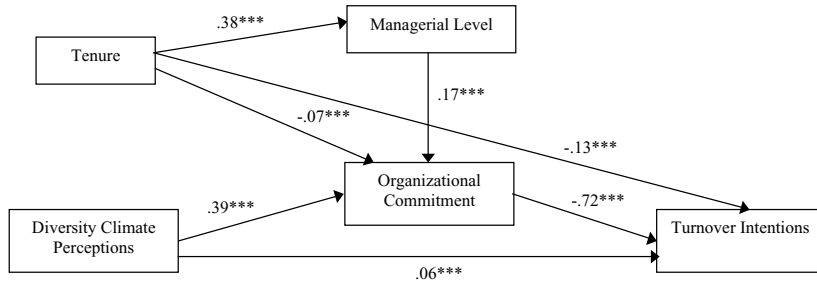 .38***
Managerial Level
Tenure
.17***
-.07***
-.13***
Organizational
Commitment
.39***
-.72***
Diversity Climate
Perceptions
Turnover Intentions
.06***